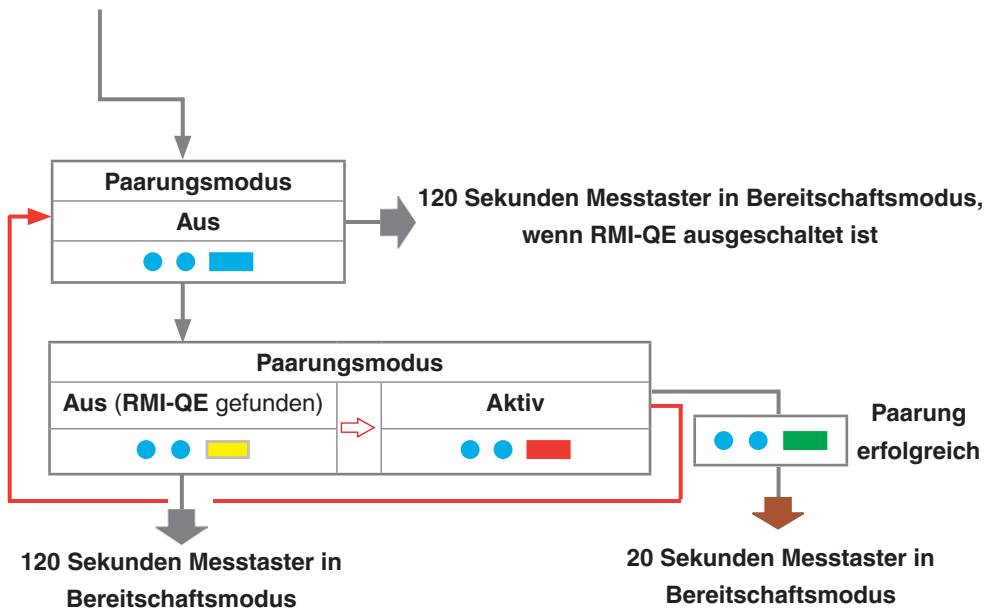 Paarungsmodus
Aus
120 Sekunden Messtaster in Bereitschaftsmodus,
wenn RMI-QE ausgeschaltet ist
Paarungsmodus
Aus (RMI-QE gefunden)
Aktiv
Paarung
erfolgreich
120 Sekunden Messtaster in
Bereitschaftsmodus
20 Sekunden Messtaster in
Bereitschaftsmodus